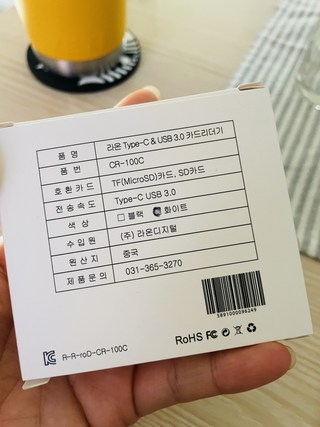 품 명 라온 Type-C & USB 3.0 카드리더기
품 번 CR-100C
호 환 카 드 TF(MicroSD)카드, SD카드
전 송 속 도 Type-C USB 3.0
색 상 □ 블랙 화이트
수 입 원 (주) 라온디지털
원 산 지 중국
제 품 문 의 031-365-3270
5891000096249
RoHS FC CE
R-R-roD-CR-100C